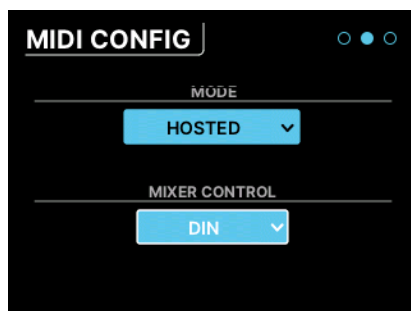 MIDI CONFIG
MODE
HOSTED
MIXER CONTROL
DIN